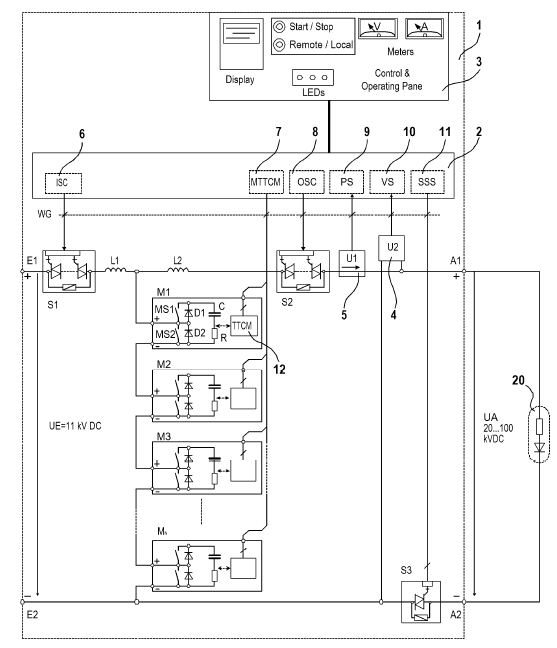 Start / Stop
V
A
1
Remote / Local
Meters
3
Display
LEDs
Control &
Operating Pane
6
7
8
9
10
11
2
ISC
MTTCM
OSC
PS
VS
SSS
WG
E1
L1
L2
U1
U2
A1
+
+
S1
S2
5
4
M1
MS1
D1
C
+
MS2
D2
R
TTCM
12
−
M2
+
−
20
UE=11 kV DC
UA
20...100
kVDC
M3
+
−
+
−
S3
−
−
E2
A2